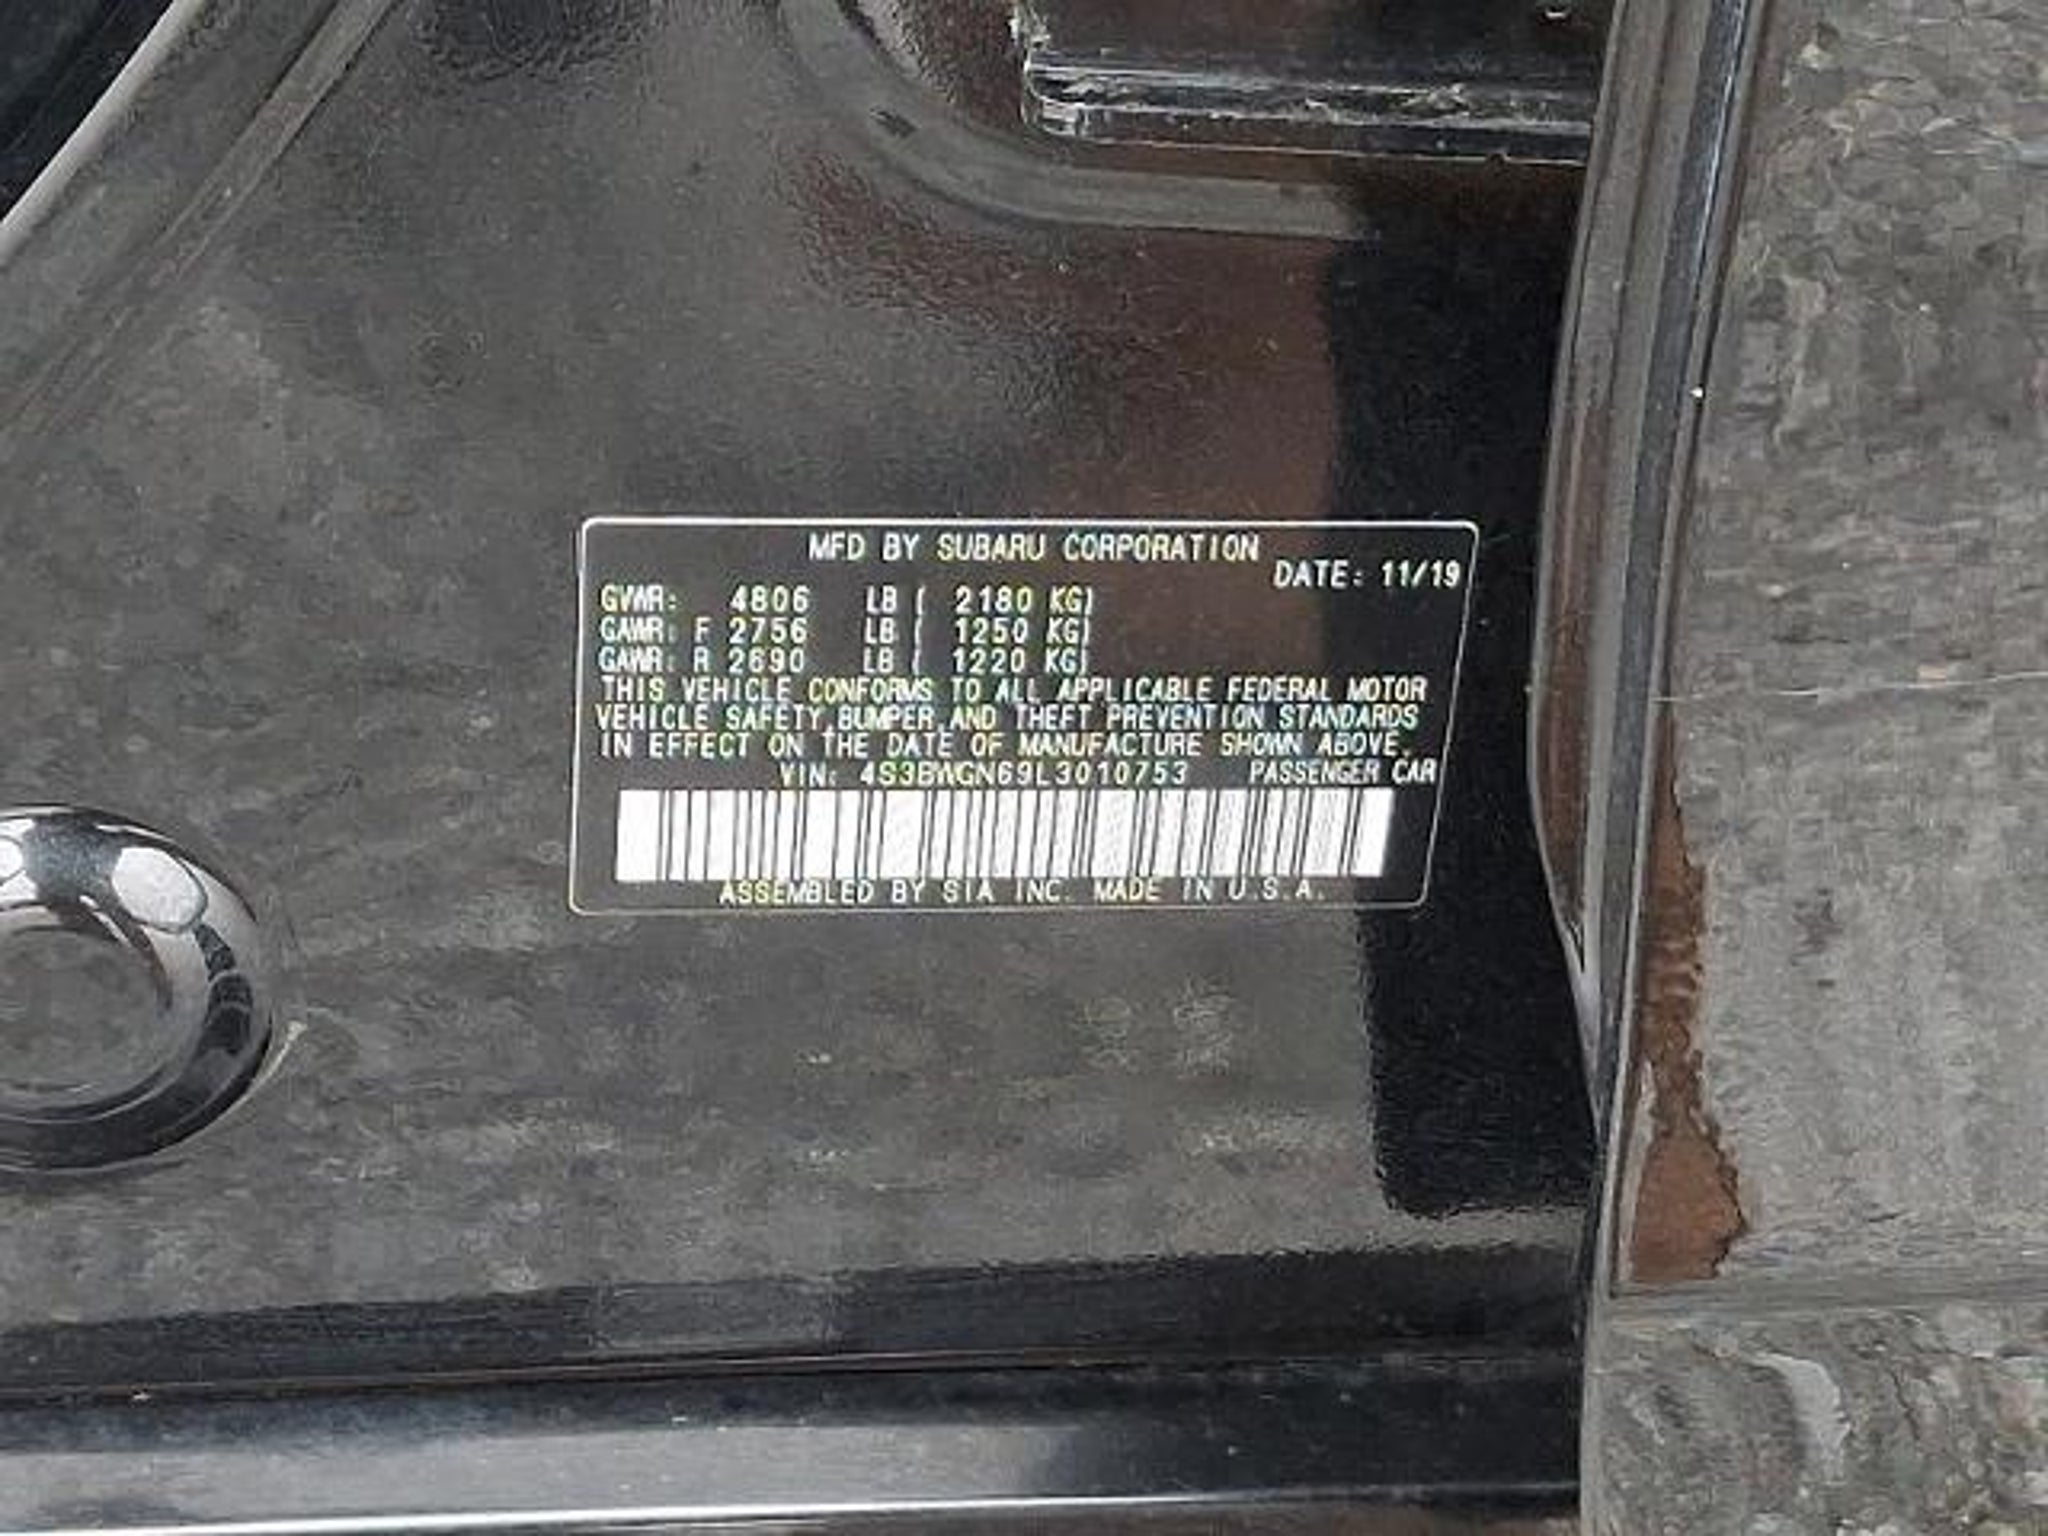 MFD BY SUBARU CORPORATION
DATE: 11/19
GVWR: 4806 LB ( 2180 KG)
GAWR: F 2756 LB ( 1250 KG)
GAWR: R 2690 LB ( 1220 KG)
THIS VEHICLE CONFORMS TO ALL APPLICABLE FEDERAL MOTOR
VEHICLE SAFETY, BUMPER, AND THEFT PREVENTION STANDARDS
IN EFFECT ON THE DATE OF MANUFACTURE SHOWN ABOVE.
VIN: 4S3BWGN69L3010753 PASSENGER CAR
ASSEMBLED BY SIA INC. MADE IN U.S.A.